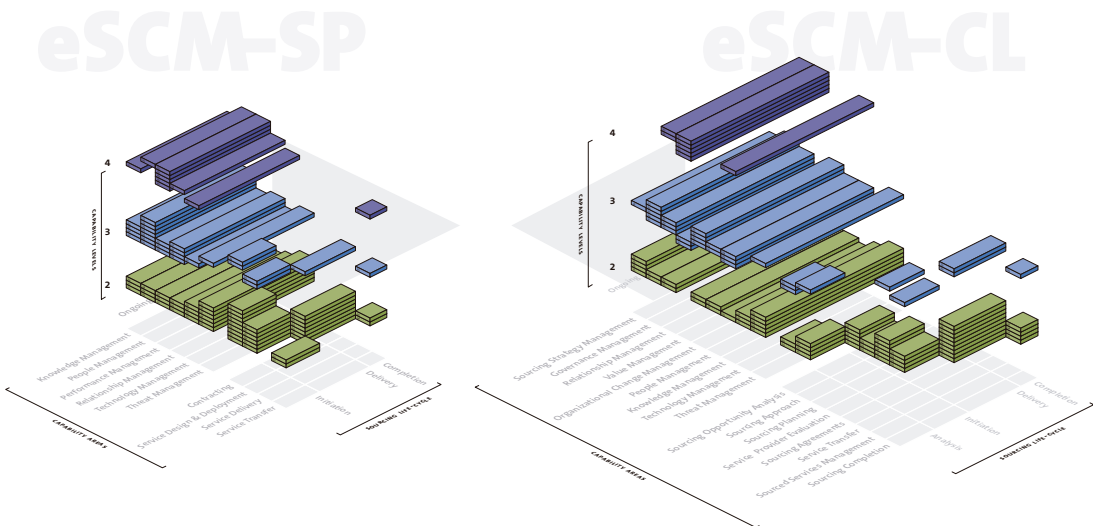 eSCM-SP
4
3
2
CAPABILITY LEVELS
Ongoing
Knowledge Management
People Management
Performance Management
Relationship Management
Technology Management
Threat Management
Contracting
Service Design & Deployment
Service Delivery
Service Transfer
CAPABILITY AREAS
Completion
Delivery
Initiation
SOURCING LIFE-CYCLE
eSCM-CL
4
3
2
CAPABILITY LEVELS
Ongoing
Sourcing Strategy Management
Governance Management
Relationship Management
Value Management
Organizational Change Management
People Management
Knowledge Management
Technology Management
Threat Management
Sourcing Opportunity Analysis
Sourcing Approach
Sourcing Planning
Service Provider Evaluation
Sourcing Agreements
Service Transfer
Sourced Services Management
Sourcing Completion
CAPABILITY AREAS
Completion
Delivery
Initiation
Analysis
SOURCING LIFE-CYCLE